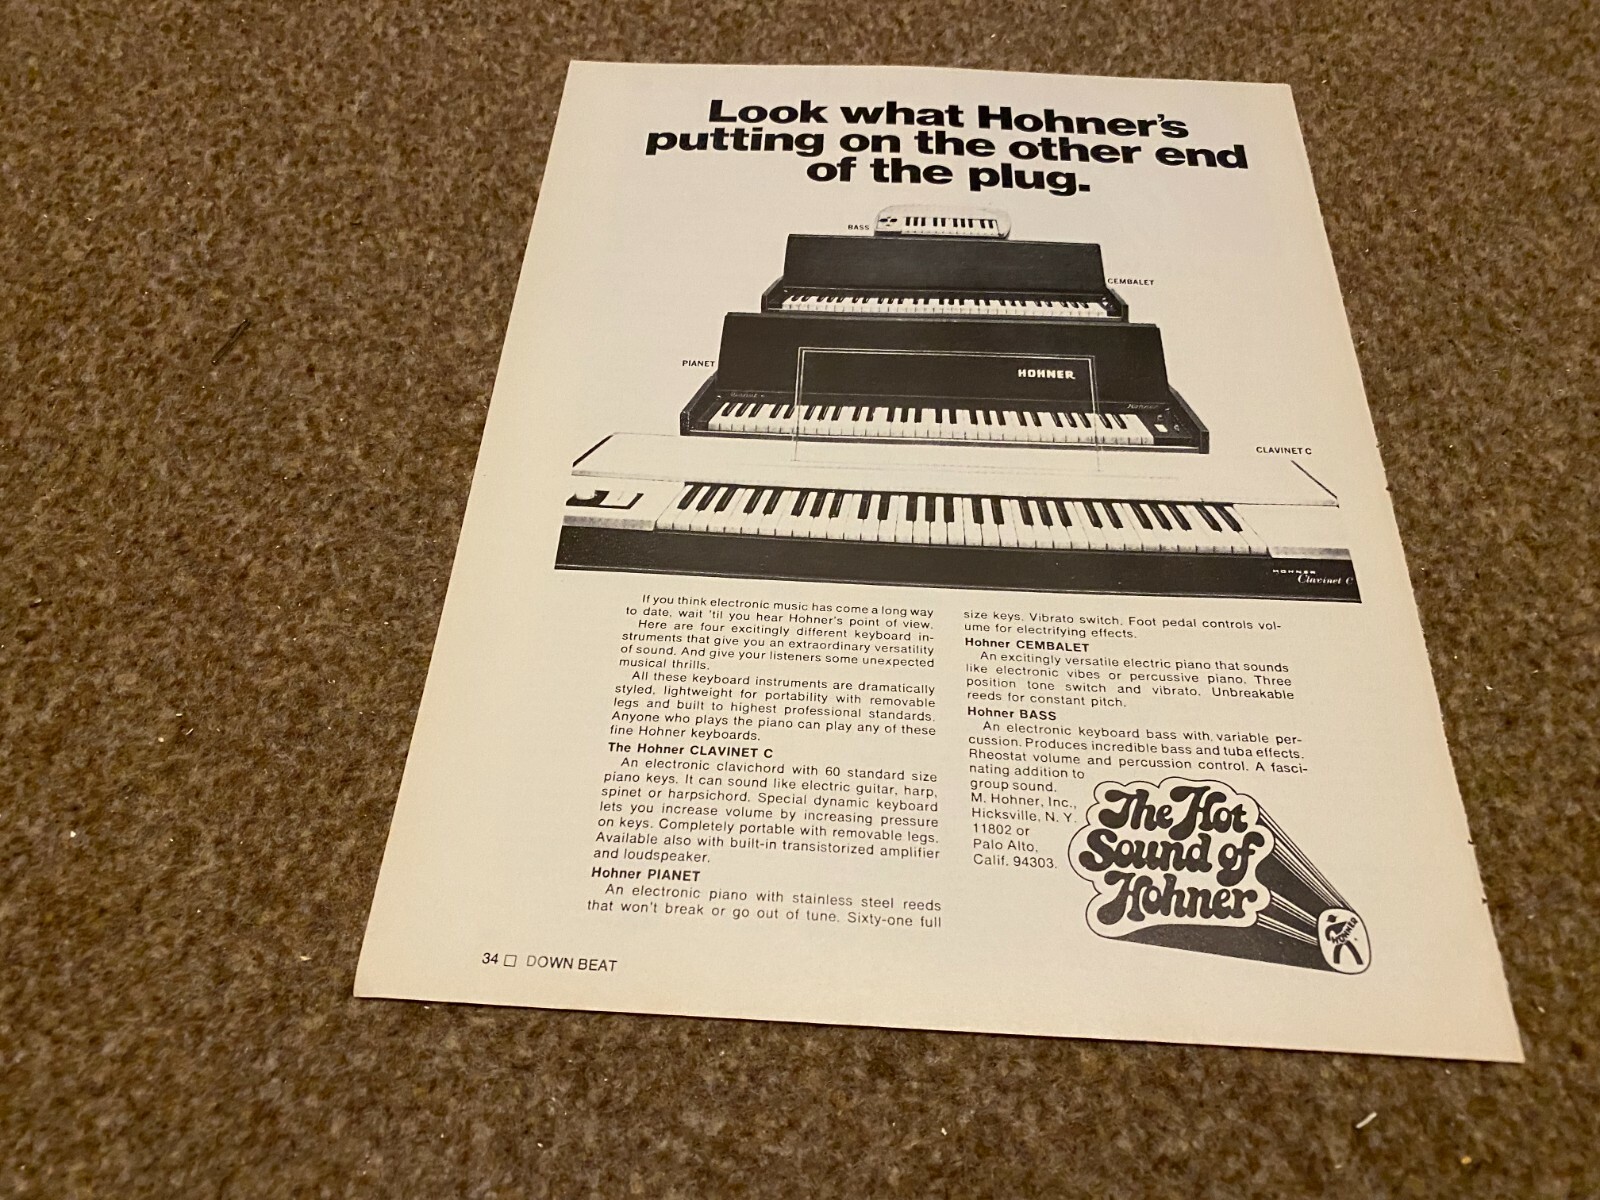 Look what Hohner's
putting on the other end
of the plug.
BASS
CEMBALET
PIANET
HOHNER
CLAVINET C
HOHNER
Clavinet C
If you think electronic music has come a long way
to date, wait 'til you hear Hohner's point of view.
Here are four excitingly different keyboard in-
struments that give you an extraordinary versatility
of sound. And give your listeners some unexpected
musical thrills.
All these keyboard instruments are dramatically
styled, lightweight for portability with removable
legs and built to highest professional standards.
Anyone who plays the piano can play any of these
fine Hohner keyboards.
The Hohner CLAVINET C
An electronic clavichord with 60 standard size
piano keys. It can sound like electric guitar, harp,
spinet or harpsichord. Special dynamic keyboard
lets you increase volume by increasing pressure
on keys. Completely portable with removable legs.
Available also with built-in transistorized amplifier
and loudspeaker.
Hohner PIANET
An electronic piano with stainless steel reeds
that won't break or go out of tune. Sixty-one full
size keys. Vibrato switch. Foot pedal controls vol-
ume for electrifying effects.
Hohner CEMBALET
An excitingly versatile electric piano that sounds
like electronic vibes or percussive piano. Three
position tone switch and vibrato. Unbreakable
reeds for constant pitch.
Hohner BASS
An electronic keyboard bass with variable per-
cussion. Produces incredible bass and tuba effects.
Rheostat volume and percussion control. A fasci-
nating addition to
group sound.
M. Hohner, Inc.,
Hicksville, N. Y.
11802 or
Palo Alto,
Calif. 94303.
The Hot
Sound of
Hohner
HOHNER
34 □ DOWN BEAT